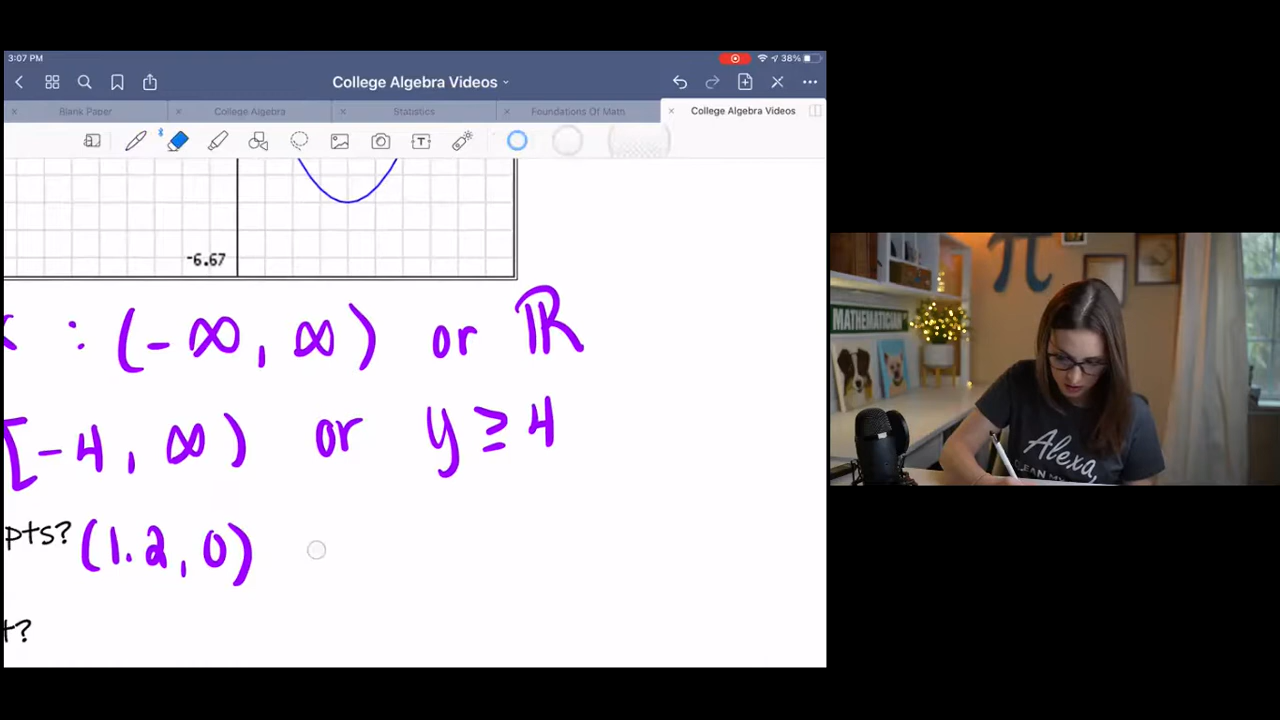 3:07 PM
38%
College Algebra Videos
Blank Paper
College Algebra
Statistics
Foundations Of Math
College Algebra Videos
-6.67
: (-∞, ∞) or ℝ
[-4, ∞) or y ≥ 4
pts? (1.2, 0)
t?
MATHEMATICIAN
Alexa,
CLEAN M